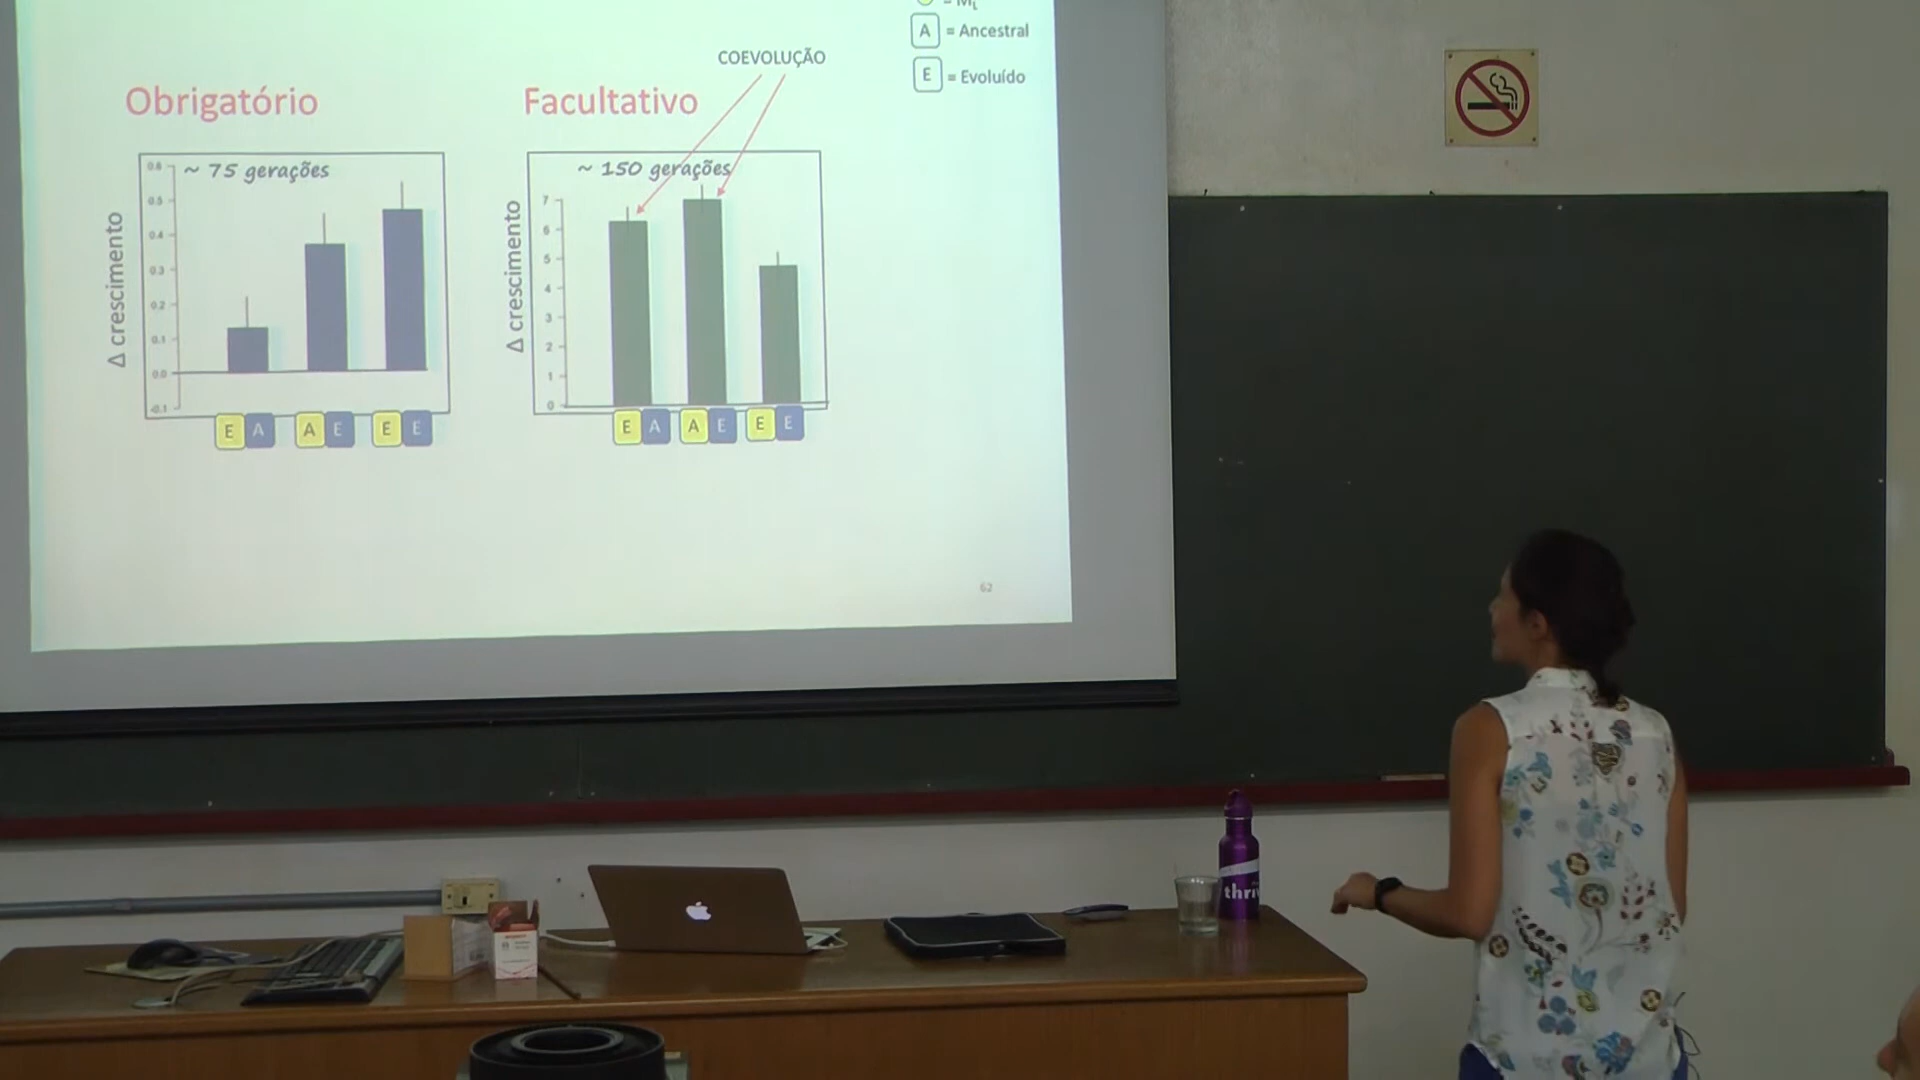 = M
A = Ancestral
E = Evoluído
COEVOLUÇÃO
Obrigatório
Facultativo
~ 75 gerações
~ 150 gerações
Δ crescimento
0.6
0.5
0.4
0.3
0.2
0.1
0.0
-0.1
E A A E E E
Δ crescimento
7
6
5
4
3
2
1
0
E A A E E E
62
thri